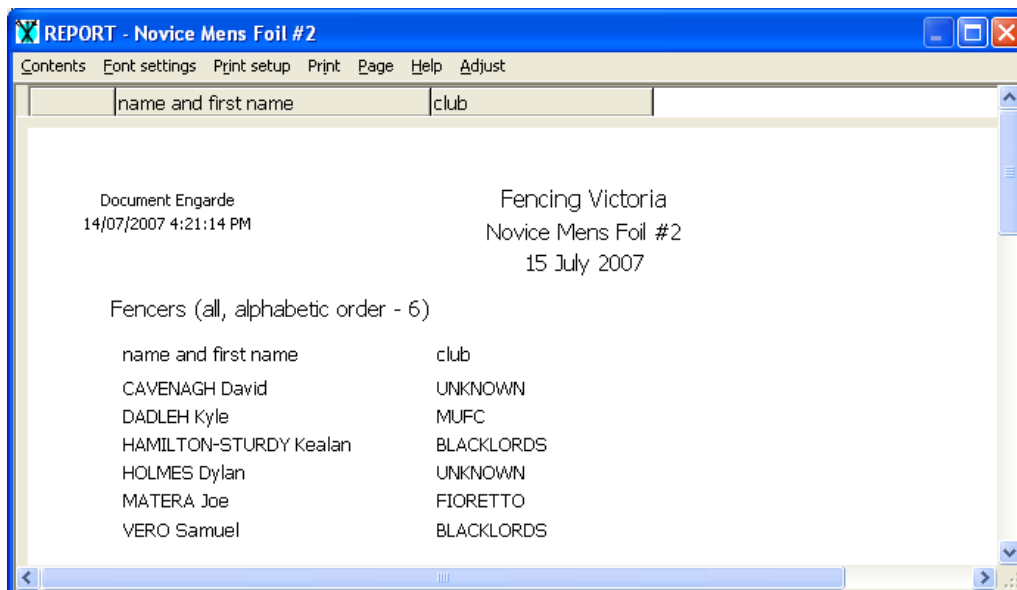 REPORT - Novice Mens Foil #2
Contents Font settings Print setup Print Page Help Adjust
name and first name club
Document Engarde
14/07/2007 4:21:14 PM
Fencing Victoria
Novice Mens Foil #2
15 July 2007
Fencers (all, alphabetic order - 6)
name and first name club
CAVENAGH David UNKNOWN
DADLEH Kyle MUFC
HAMILTON-STURDY Kealan BLACKLORDS
HOLMES Dylan UNKNOWN
MATERA Joe FIORETTO
VERO Samuel BLACKLORDS